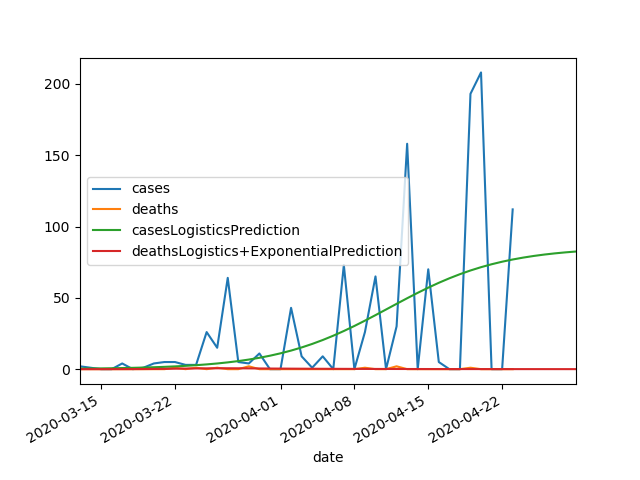 200
150
100
50
0
cases
deaths
casesLogisticsPrediction
deathsLogistics+ExponentialPrediction
2020-03-15
2020-03-22
2020-04-01
2020-04-08
2020-04-15
2020-04-22
date